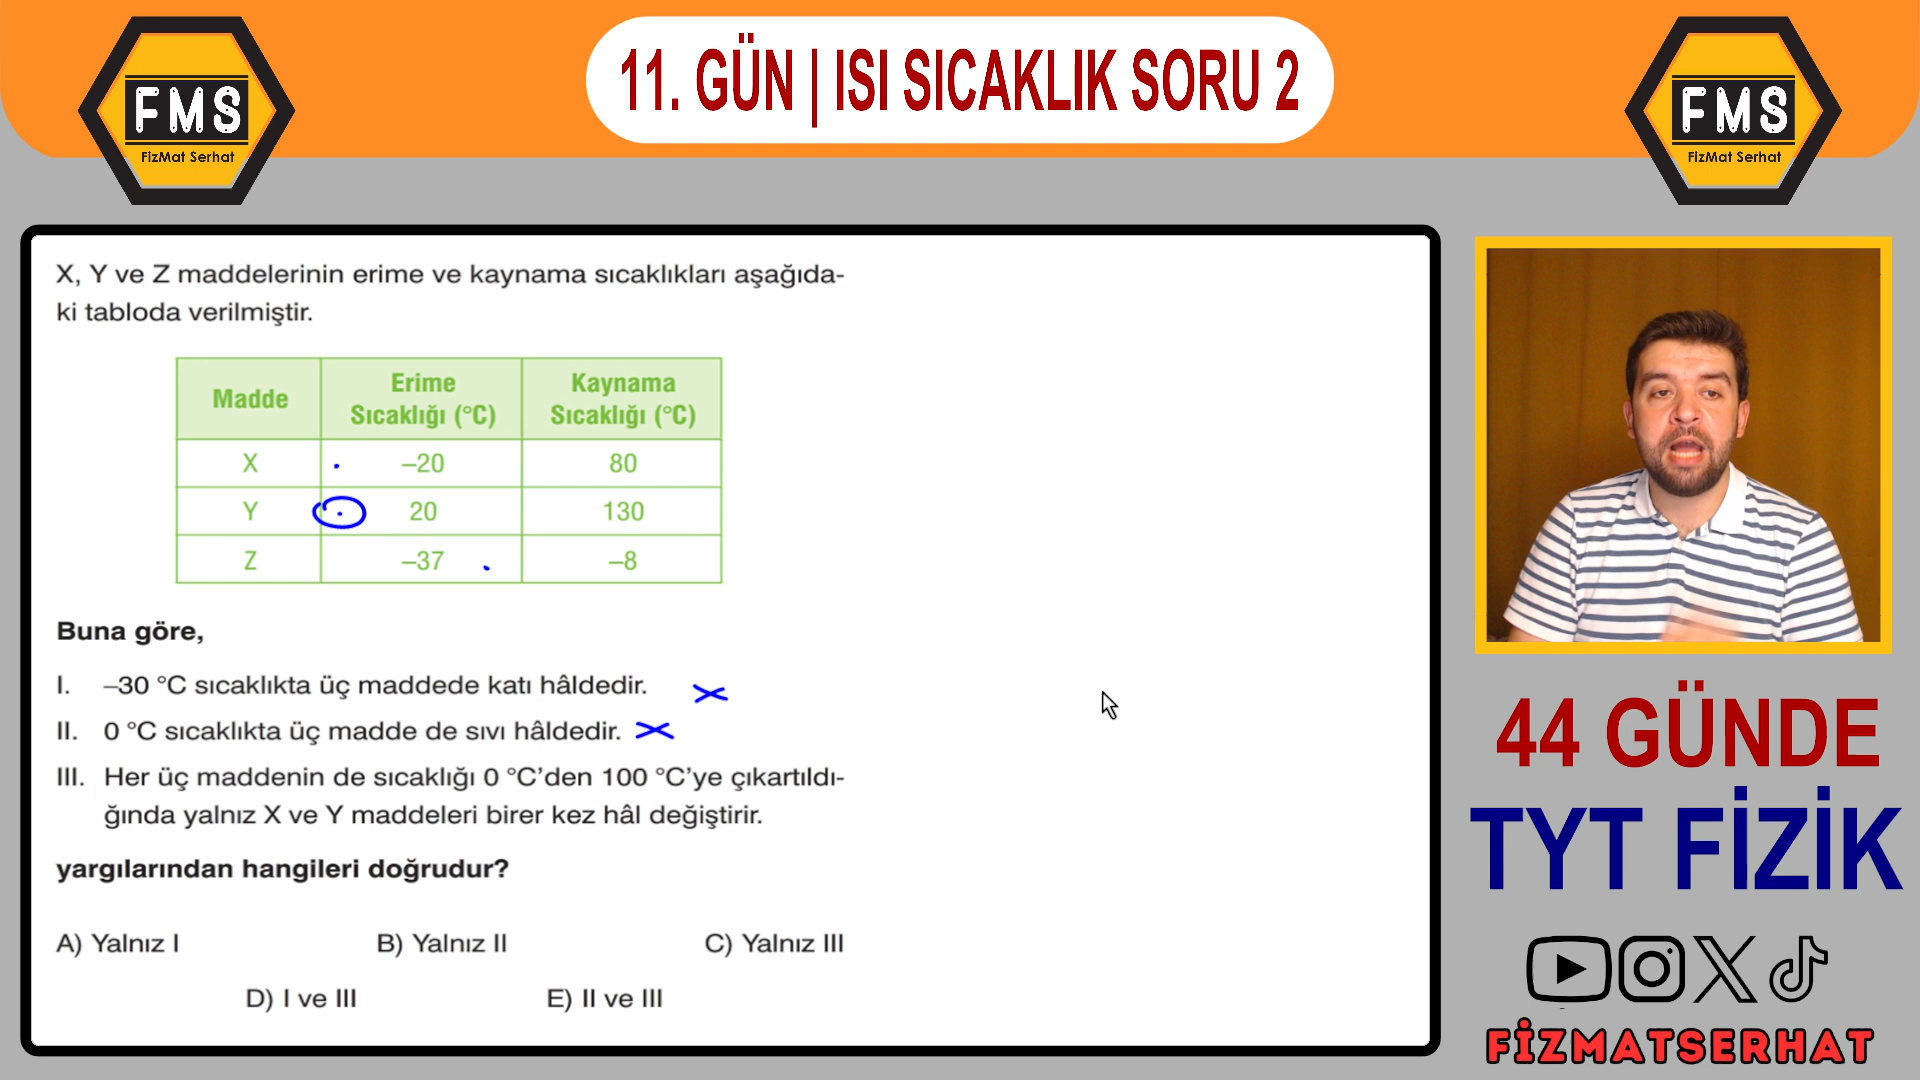 11. GÜN | ISI SICAKLIK SORU 2
FMS
FizMat Serhat
FMS
FizMat Serhat
X, Y ve Z maddelerinin erime ve kaynama sıcaklıkları aşağıda-
ki tabloda verilmiştir.
Madde Erime Sıcaklığı (°C) Kaynama Sıcaklığı (°C)
X –20 80
Y 20 130
Z –37 –8
Buna göre,
I. –30 °C sıcaklıkta üç maddede katı hâldedir.
II. 0 °C sıcaklıkta üç madde de sıvı hâldedir.
III. Her üç maddenin de sıcaklığı 0 °C'den 100 °C'ye çıkartıldı-
ğında yalnız X ve Y maddeleri birer kez hâl değiştirir.
yargılarından hangileri doğrudur?
A) Yalnız I B) Yalnız II C) Yalnız III
D) I ve III E) II ve III
44 GÜNDE
TYT FİZİK
FİZMATSERHAT